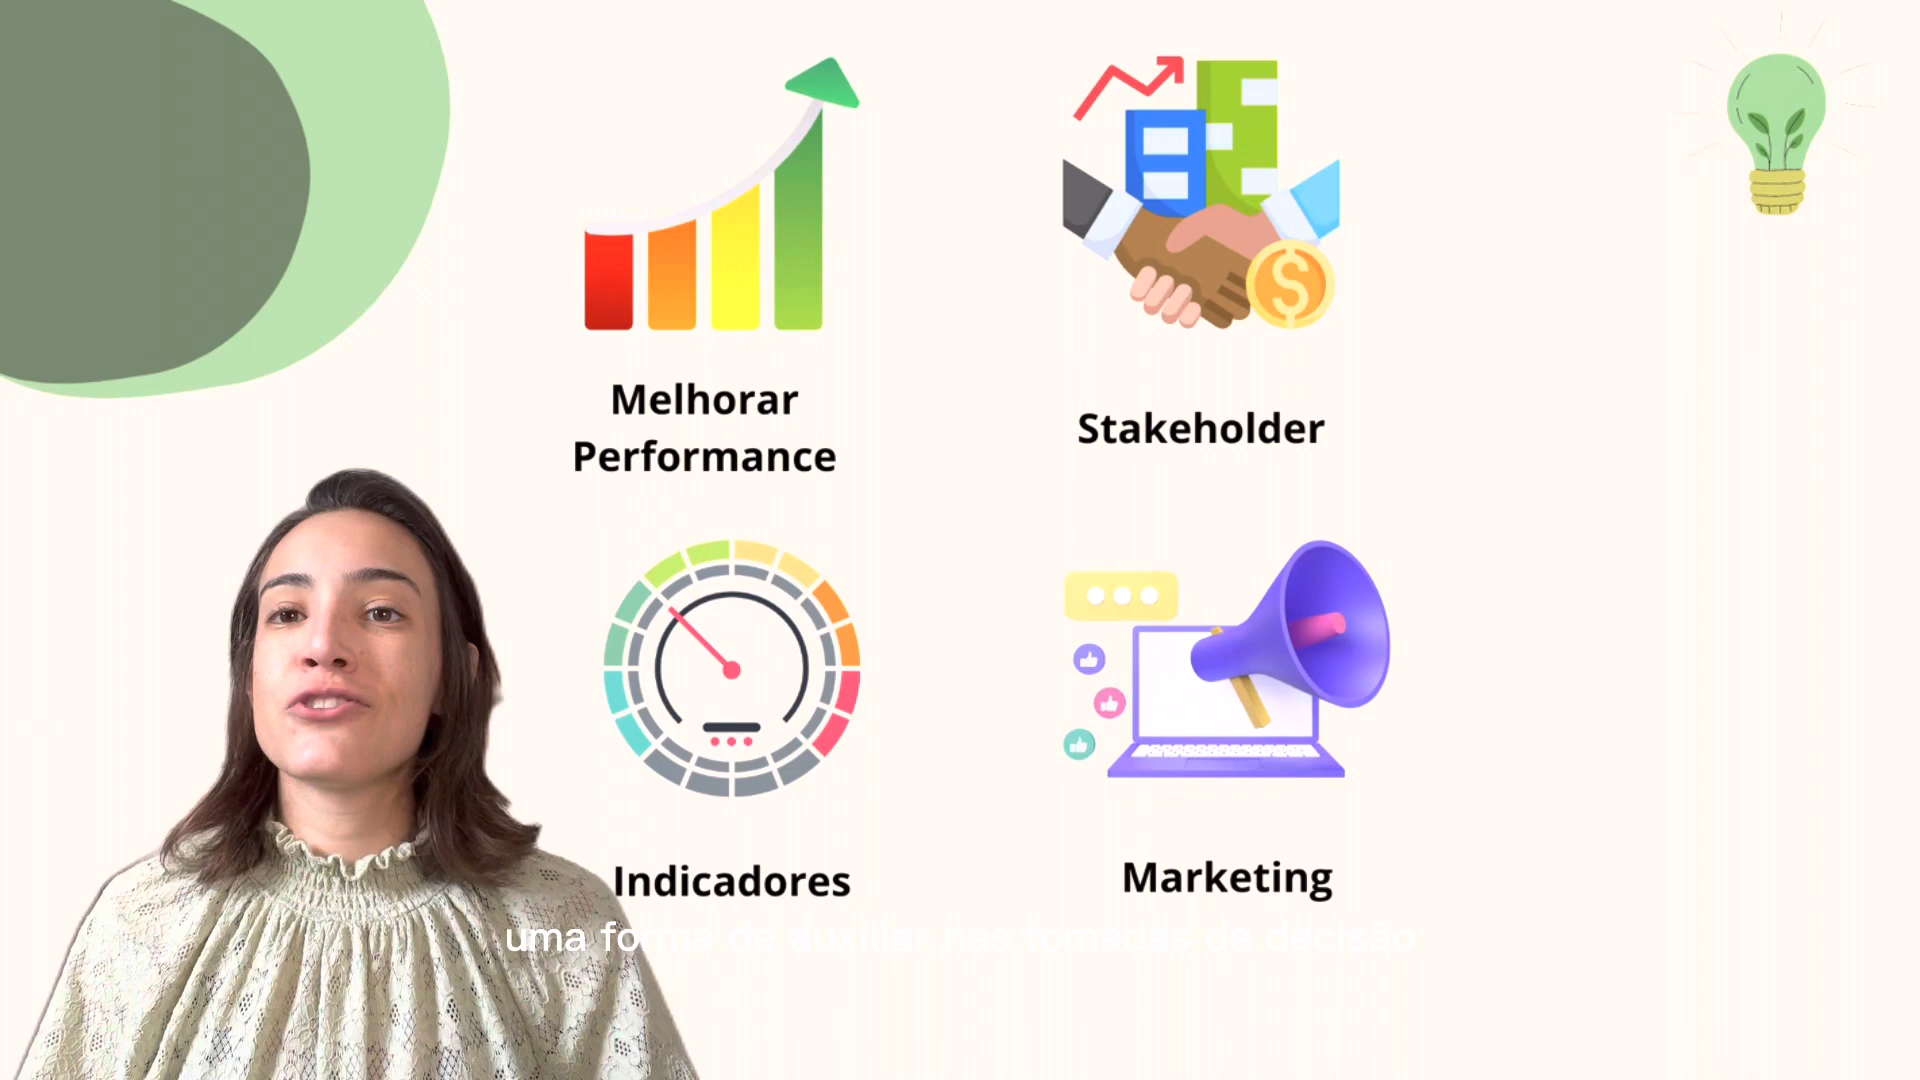 Melhorar
Performance
Stakeholder
Indicadores
Marketing
uma forma de auxiliar nas tomadas de decisão